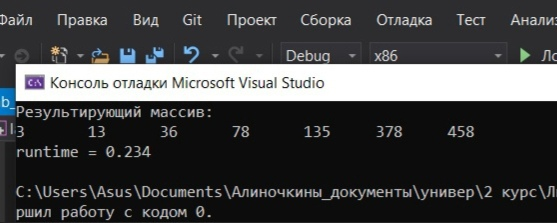 Файл Правка Вид Git Проект Сборка Отладка Тест Анализ
Debug x86
Консоль отладки Microsoft Visual Studio
Результирующий массив:
3 13 36 78 135 378 458
runtime = 0.234
C:\Users\Asus\Documents\Алиночкины_документы\универ\2 курс\Л
ршил работу с кодом 0.